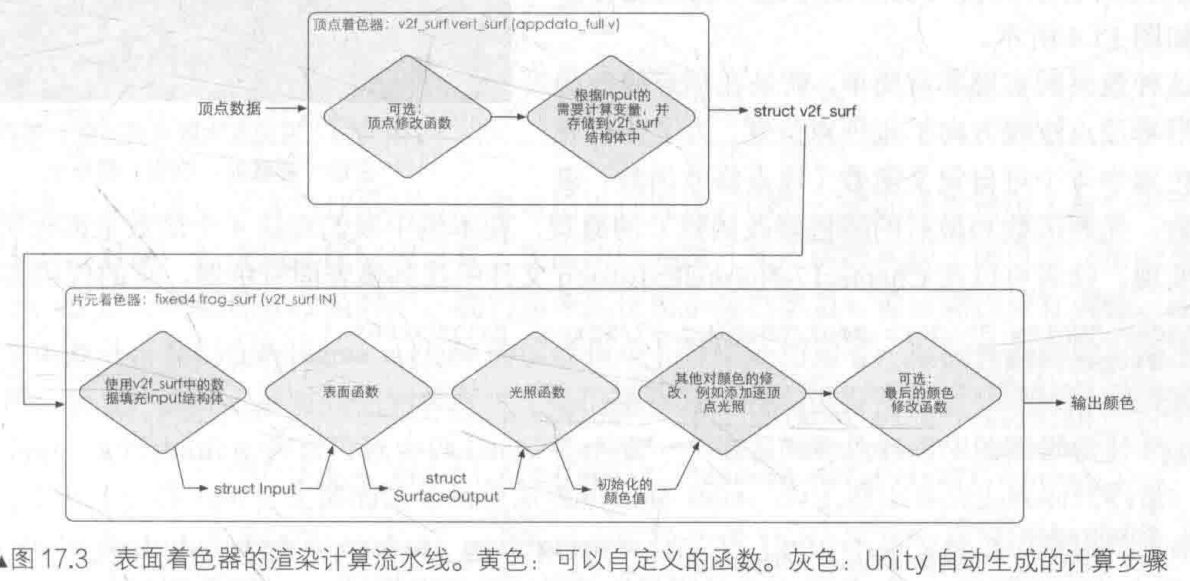 顶点着色器：v2f_surf vert_surf (appdata_full v)
顶点数据
可选：
顶点修改函数
根据Input的
需要计算变量，并
存储到v2f_surf
结构体中
struct v2f_surf
片元着色器：fixed4 frag_surf (v2f_surf IN)
使用v2f_surf中的数
据填充Input结构体
表面函数
光照函数
其他对颜色的修
改，例如添加逐顶
点光照
可选：
最后的颜色
修改函数
输出颜色
struct Input
struct
SurfaceOutput
初始化的
颜色值
▲图 17.3 表面着色器的渲染计算流水线。黄色：可以自定义的函数。灰色：Unity 自动生成的计算步骤